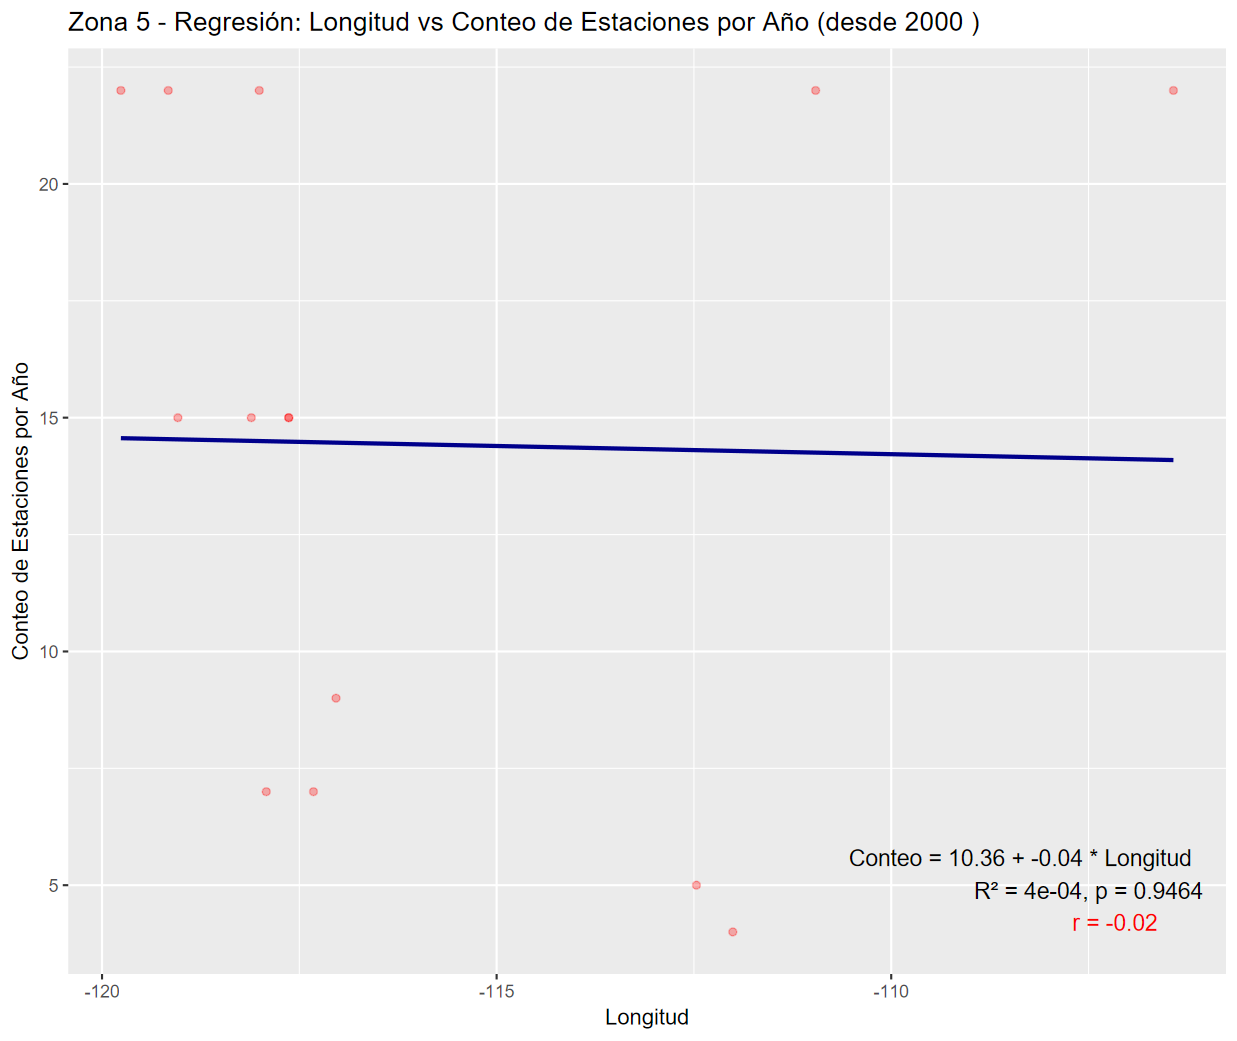 Zona 5 - Regresión: Longitud vs Conteo de Estaciones por Año (desde 2000 )
Conteo de Estaciones por Año
20
15
10
5
Conteo = 10.36 + -0.04 * Longitud
R² = 4e-04, p = 0.9464
r = -0.02
-120
-115
-110
Longitud